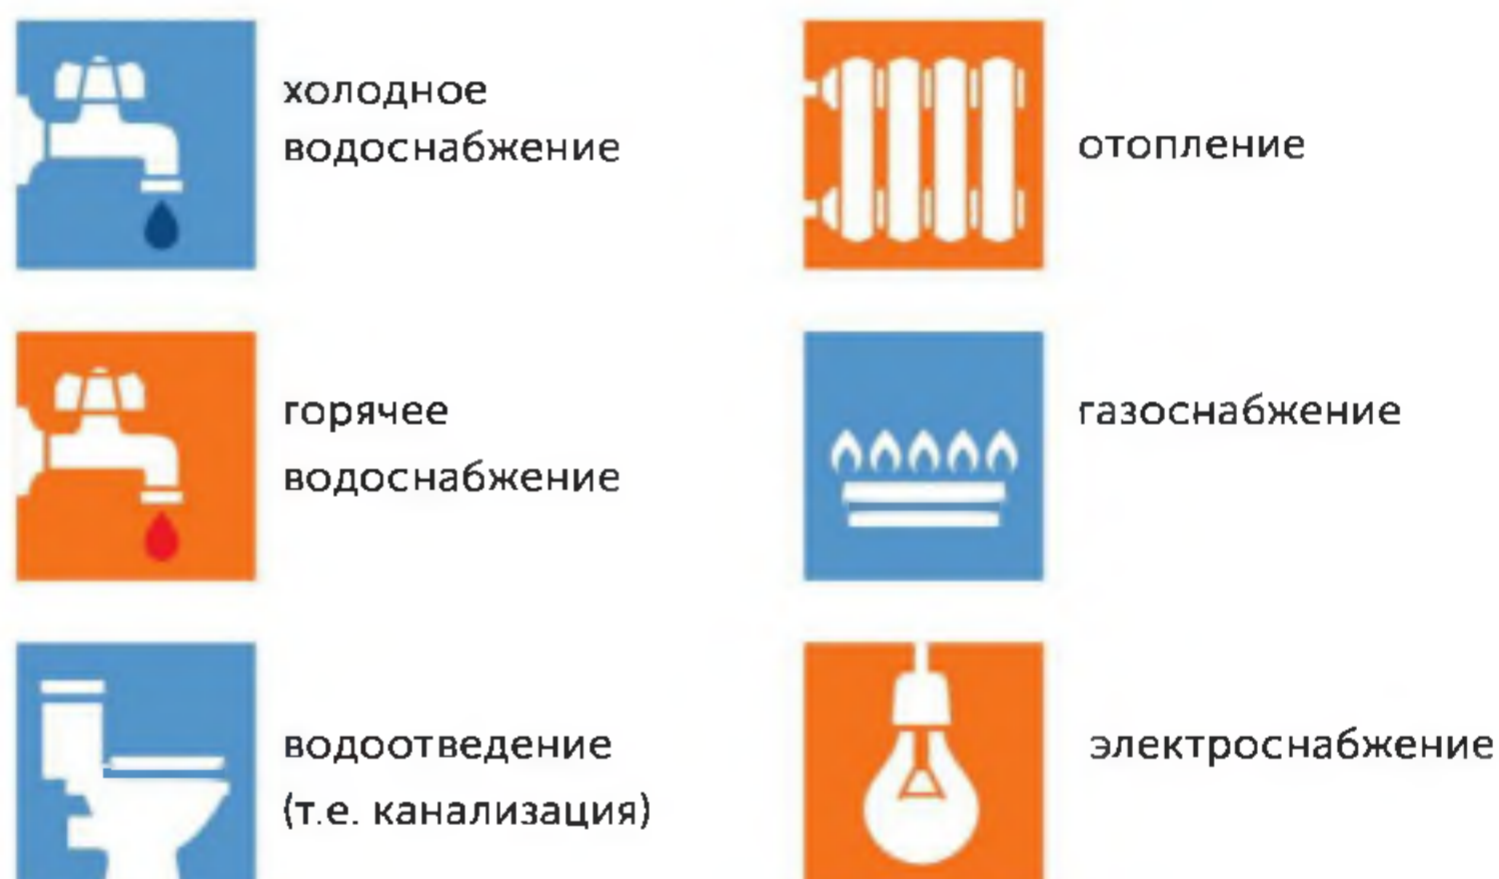 холодное
водоснабжение
отопление
горячее
водоснабжение
газоснабжение
водоотведение
(т.е. канализация)
электроснабжение